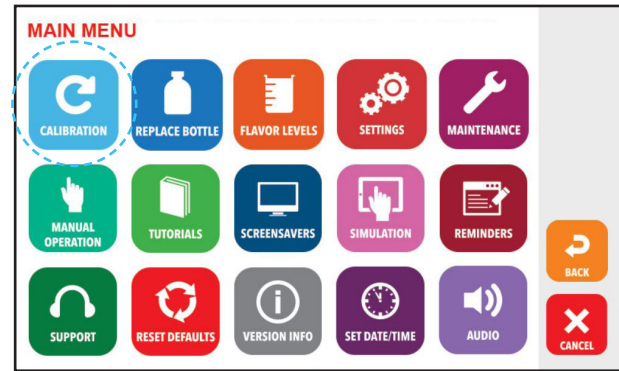 MAIN MENU
CALIBRATION
REPLACE BOTTLE
FLAVOR LEVELS
SETTINGS
MAINTENANCE
MANUAL
OPERATION
TUTORIALS
SCREENSAVERS
SIMULATION
REMINDERS
BACK
SUPPORT
RESET DEFAULTS
VERSION INFO
SET DATE/TIME
AUDIO
CANCEL